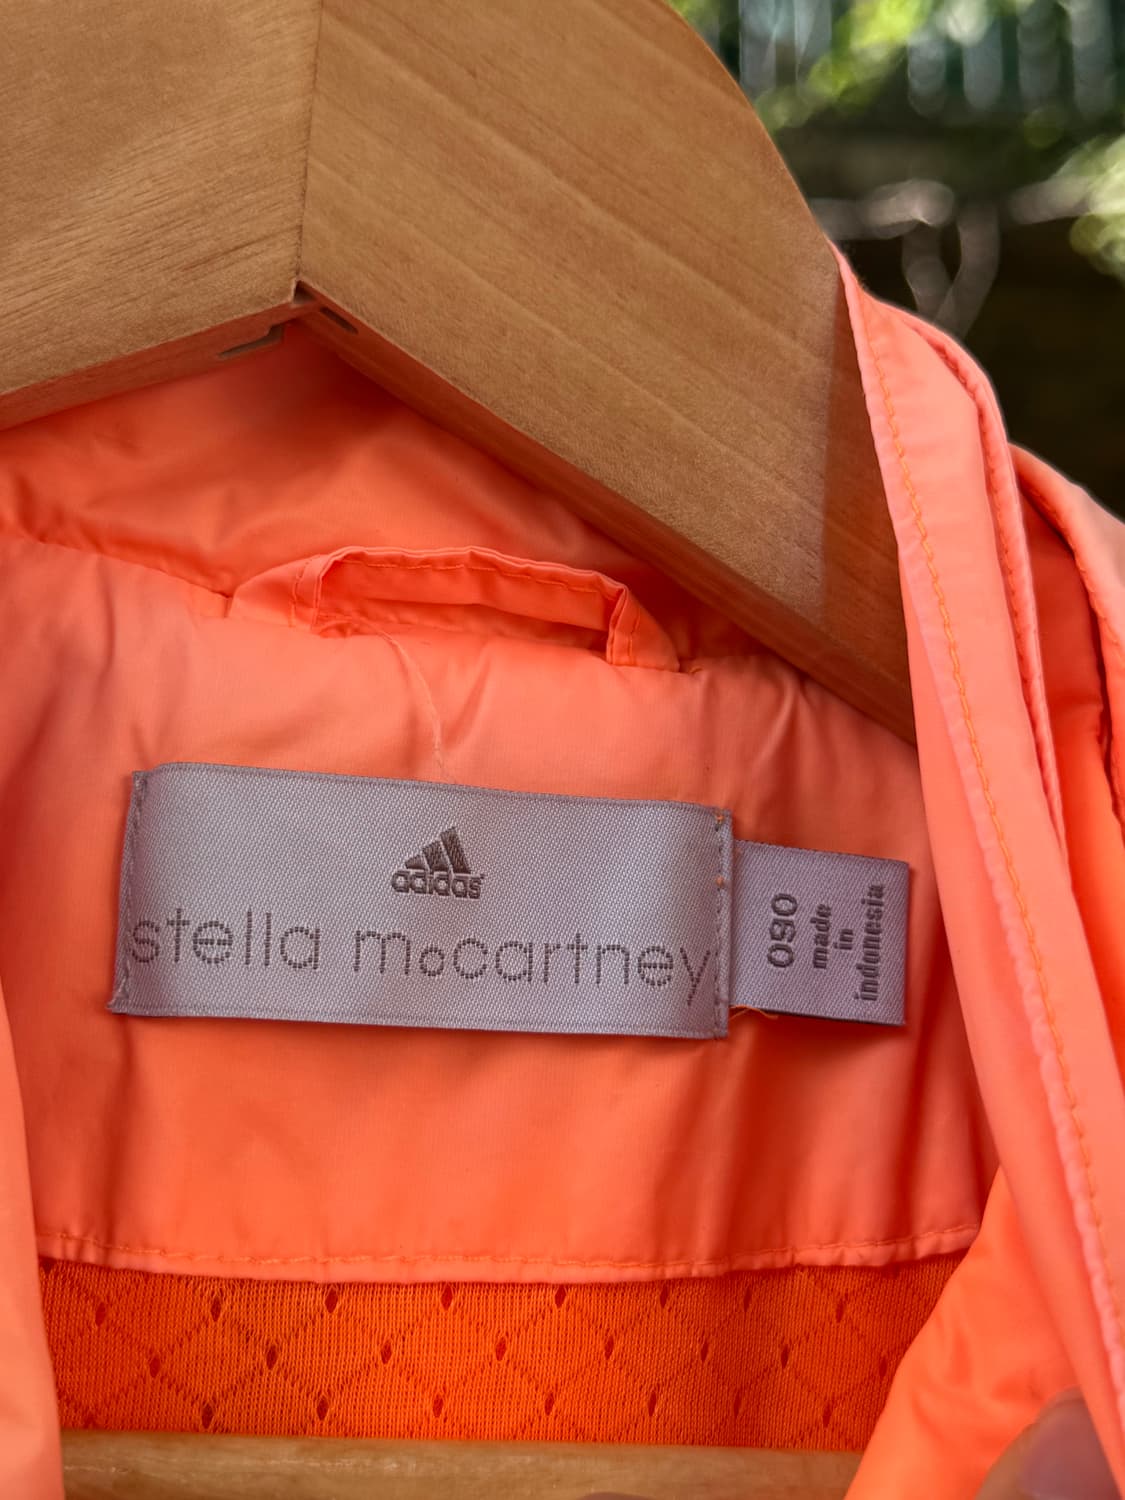 adidas
stella mccartney
090
made
in
indonesia